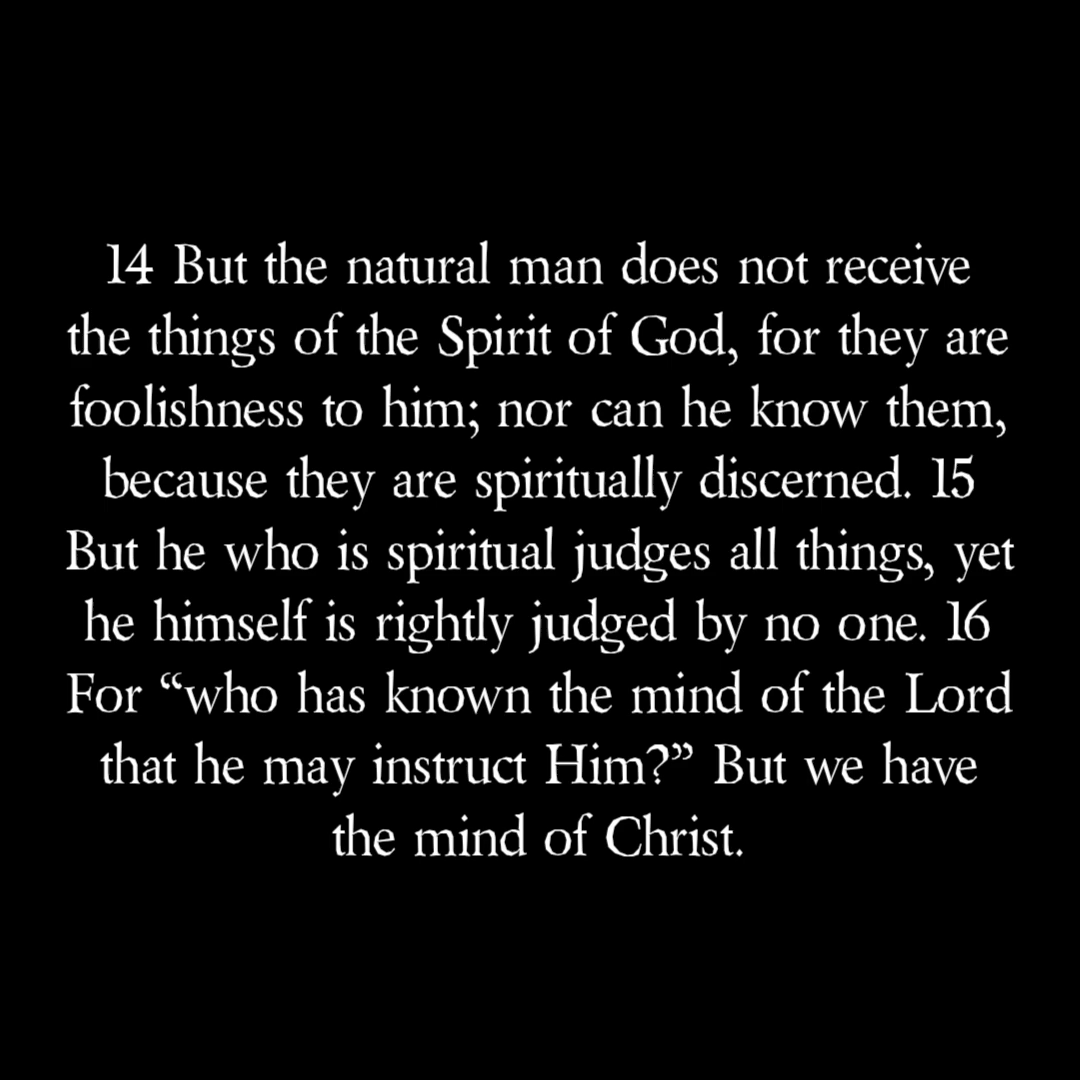 14 But the natural man does not receive
the things of the Spirit of God, for they are
foolishness to him; nor can he know them,
because they are spiritually discerned. 15
But he who is spiritual judges all things, yet
he himself is rightly judged by no one. 16
For “who has known the mind of the Lord
that he may instruct Him?” But we have
the mind of Christ.